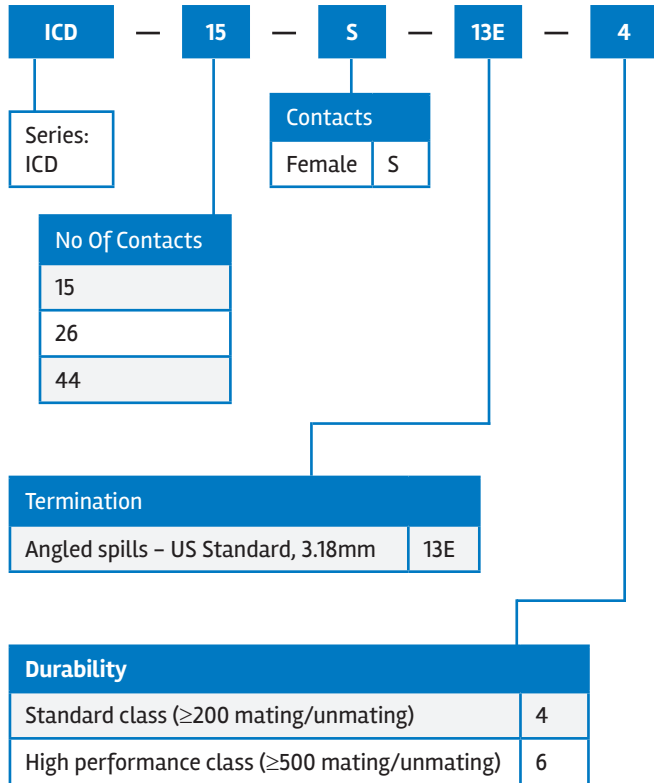 ICD — 15 — S — 13E — 4
Series:
ICD
Contacts
Female S
No Of Contacts
15
26
44
Termination
Angled spills – US Standard, 3.18mm 13E
Durability
Standard class (≥200 mating/unmating) 4
High performance class (≥500 mating/unmating) 6